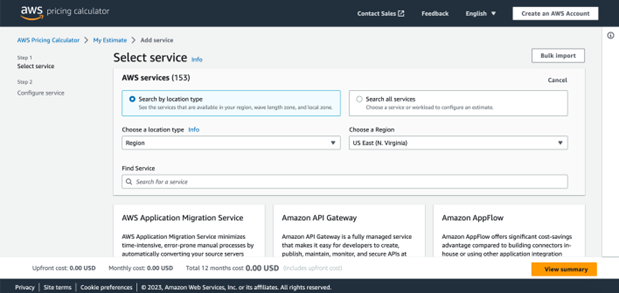 aws pricing calculator
Contact Sales
Feedback
English
Create an AWS Account
AWS Pricing Calculator > My Estimate > Add service
Step 1
Select service
Step 2
Configure service
Select service Info
Bulk import
AWS services (153)
Cancel
Search by location type
See the services that are available in your region, wave length zone, and local zone.
Search all services
Choose a service or workload to configure an estimate.
Choose a location type Info
Region
Choose a Region
US East (N. Virginia)
Find Service
Search for a service
AWS Application Migration Service
AWS Application Migration Service minimizes
time-intensive, error-prone manual processes by
automatically converting your source servers
Amazon API Gateway
Amazon API Gateway is a fully managed service
that makes it easy for developers to create,
publish, maintain, monitor, and secure APIs at
Amazon AppFlow
Amazon AppFlow offers significant cost-savings
advantage compared to building connectors in-
house or using other application integration
Upfront cost: 0.00 USD Monthly cost: 0.00 USD Total 12 months cost 0.00 USD (Includes upfront cost)
View summary
Privacy | Site terms | Cookie preferences | © 2023, Amazon Web Services, Inc. or its affiliates. All rights reserved.